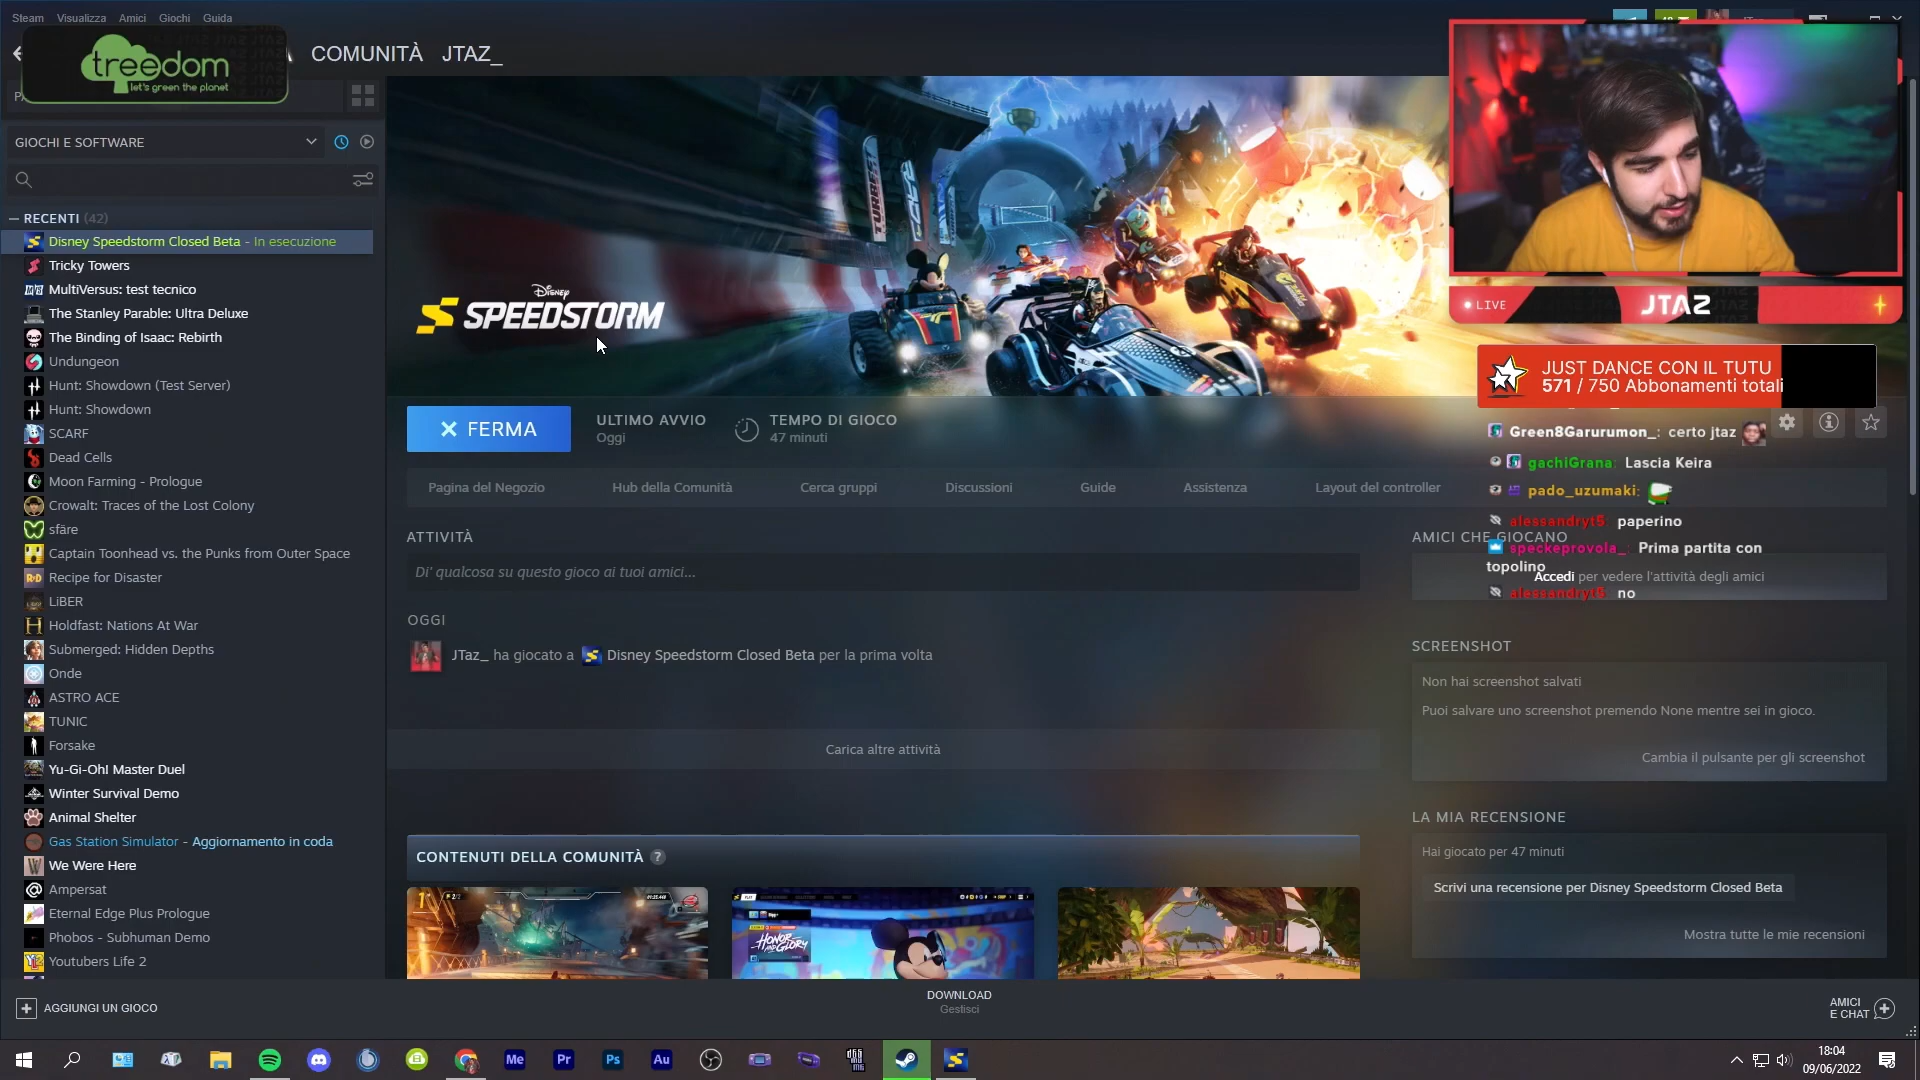 Steam Visualizza Amici Giochi Guida
treedom
let's green the planet
COMUNITÀ JTAZ_
GIOCHI E SOFTWARE
RECENTI (42)
Disney Speedstorm Closed Beta - In esecuzione
Tricky Towers
MultiVersus: test tecnico
The Stanley Parable: Ultra Deluxe
The Binding of Isaac: Rebirth
Undungeon
Hunt: Showdown (Test Server)
Hunt: Showdown
SCARF
Dead Cells
Moon Farming - Prologue
Crowalt: Traces of the Lost Colony
sfäre
Captain Toonhead vs. the Punks from Outer Space
Recipe for Disaster
LiBER
Holdfast: Nations At War
Submerged: Hidden Depths
Onde
ASTRO ACE
TUNIC
Forsake
Yu-Gi-Oh! Master Duel
Winter Survival Demo
Animal Shelter
Gas Station Simulator - Aggiornamento in coda
We Were Here
Ampersat
Eternal Edge Plus Prologue
Phobos - Subhuman Demo
Youtubers Life 2
AGGIUNGI UN GIOCO
Disney
SPEEDSTORM
FERMA
ULTIMO AVVIO
Oggi
TEMPO DI GIOCO
47 minuti
Pagina del Negozio Hub della Comunità Cerca gruppi Discussioni Guide Assistenza Layout del controller
ATTIVITÀ
Di' qualcosa su questo gioco ai tuoi amici...
OGGI
JTaz_ ha giocato a Disney Speedstorm Closed Beta per la prima volta
Carica altre attività
CONTENUTI DELLA COMUNITÀ ?
HONOR
AND GLORY
LIVE JTAZ
JUST DANCE CON IL TUTU
571 / 750 Abbonamenti totali
Green8Garurumon_: certo jtaz
gachiGrana: Lascia Keira
pado_uzumaki:
alessandryt5: paperino
AMICI CHE GIOCANO
speckeprovola_: Prima partita con
topolino
Accedi per vedere l'attività degli amici
alessandryt5: no
SCREENSHOT
Non hai screenshot salvati
Puoi salvare uno screenshot premendo None mentre sei in gioco.
Cambia il pulsante per gli screenshot
LA MIA RECENSIONE
Hai giocato per 47 minuti
Scrivi una recensione per Disney Speedstorm Closed Beta
Mostra tutte le mie recensioni
DOWNLOAD
Gestisci
AMICI
E CHAT
Me Pr Ps Au
18:04
09/06/2022